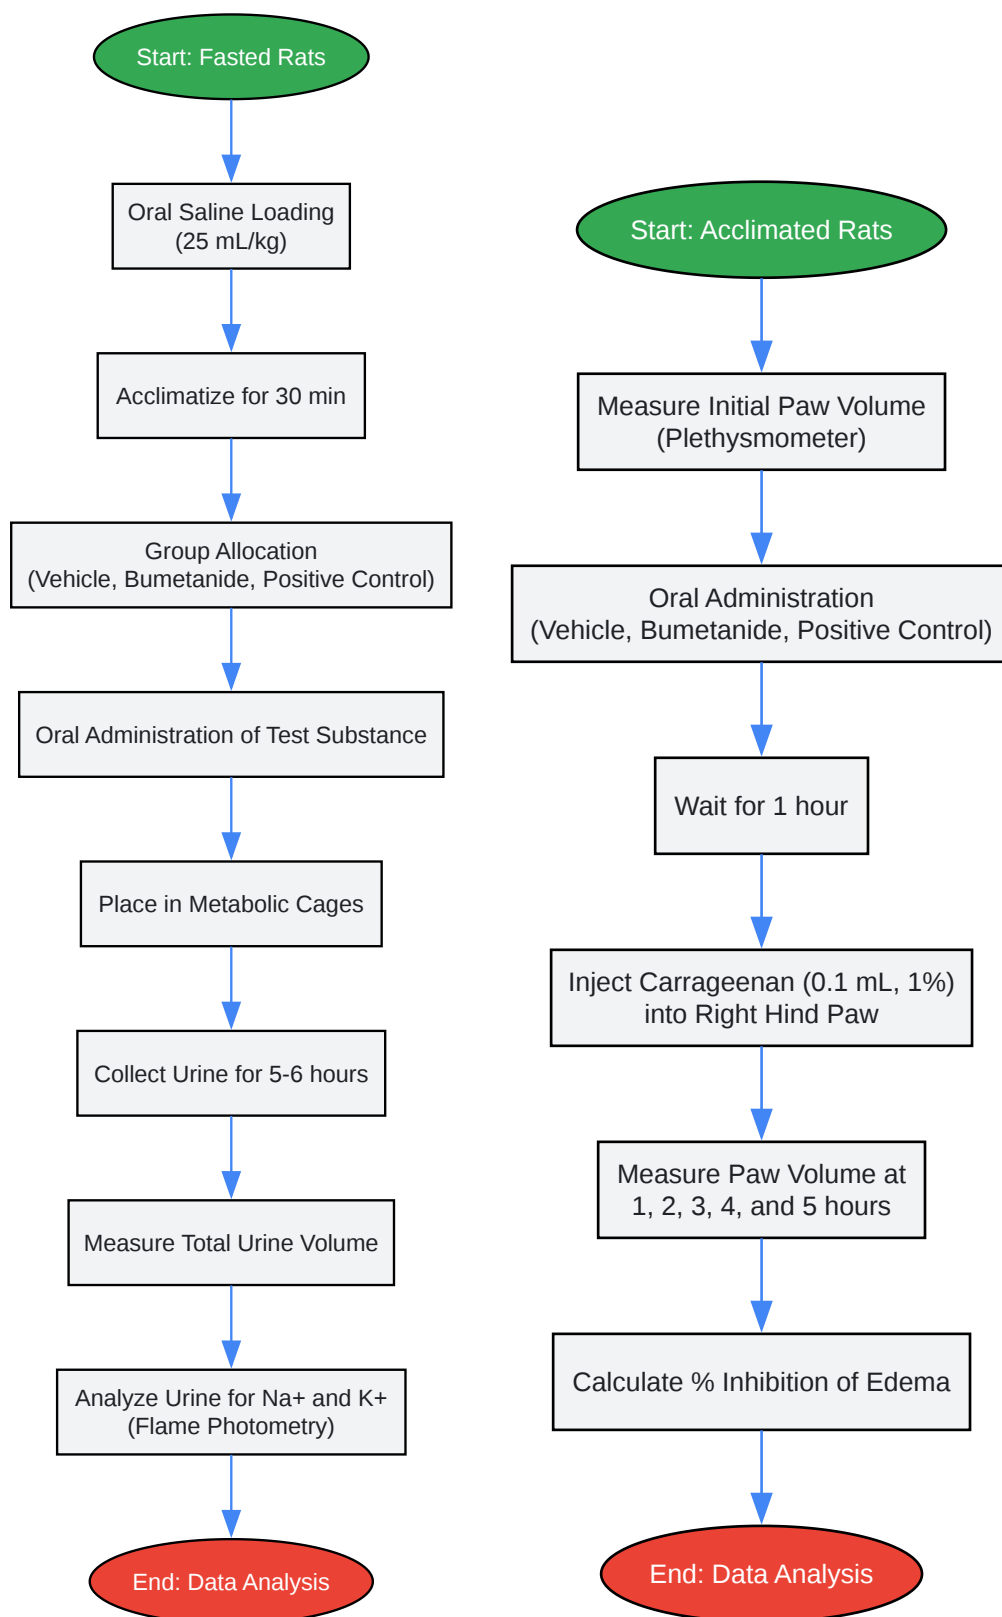 Start: Fasted Rats
Oral Saline Loading
(25 mL/kg)
Acclimatize for 30 min
Group Allocation
(Vehicle, Bumetanide, Positive Control)
Oral Administration of Test Substance
Place in Metabolic Cages
Collect Urine for 5-6 hours
Measure Total Urine Volume
Analyze Urine for Na+ and K+
(Flame Photometry)
End: Data Analysis
Start: Acclimated Rats
Measure Initial Paw Volume
(Plethysmometer)
Oral Administration
(Vehicle, Bumetanide, Positive Control)
Wait for 1 hour
Inject Carrageenan (0.1 mL, 1%)
into Right Hind Paw
Measure Paw Volume at
1, 2, 3, 4, and 5 hours
Calculate % Inhibition of Edema
End: Data Analysis